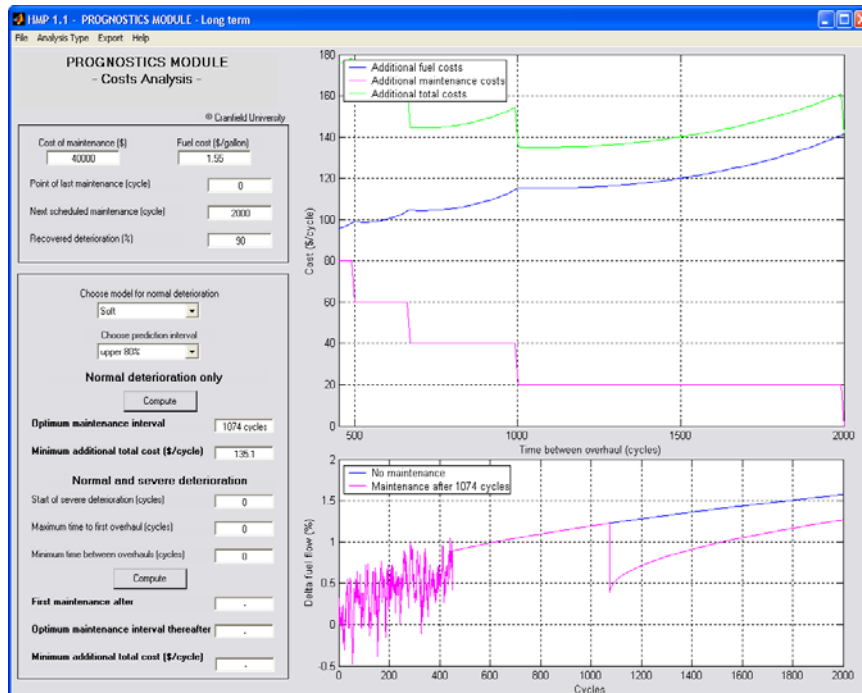 HMP 1.1 - PROGNOSTICS MODULE - Long term
File Analysis Type Export Help
PROGNOSTICS MODULE
- Costs Analysis -
© Cranfield University
Cost of maintenance ($)
Fuel cost ($/gallon)
40000
1.55
Point of last maintenance (cycle)
0
Next scheduled maintenance (cycle)
2000
Recovered deterioration (%)
90
Choose model for normal deterioration
Soft
Choose prediction interval
upper 80%
Normal deterioration only
Compute
Optimum maintenance interval
1074 cycles
Minimum additional total cost ($/cycle)
135.1
Normal and severe deterioration
Start of severe deterioration (cycles)
0
Maximum time to first overhaul (cycles)
0
Minimum time between overhauls (cycles)
0
Compute
First maintenance after
-
Optimum maintenance interval thereafter
-
Minimum additional total cost ($/cycle)
-
180
160
140
120
100
80
60
40
20
0
Cost ($/cycle)
Additional fuel costs
Additional maintenance costs
Additional total costs
500
1000
1500
2000
Time between overhaul (cycles)
2
1.5
1
0.5
0
-0.5
Delta fuel flow (%)
No maintenance
Maintenance after 1074 cycles
0
200
400
600
800
1000
1200
1400
1600
1800
2000
Cycles